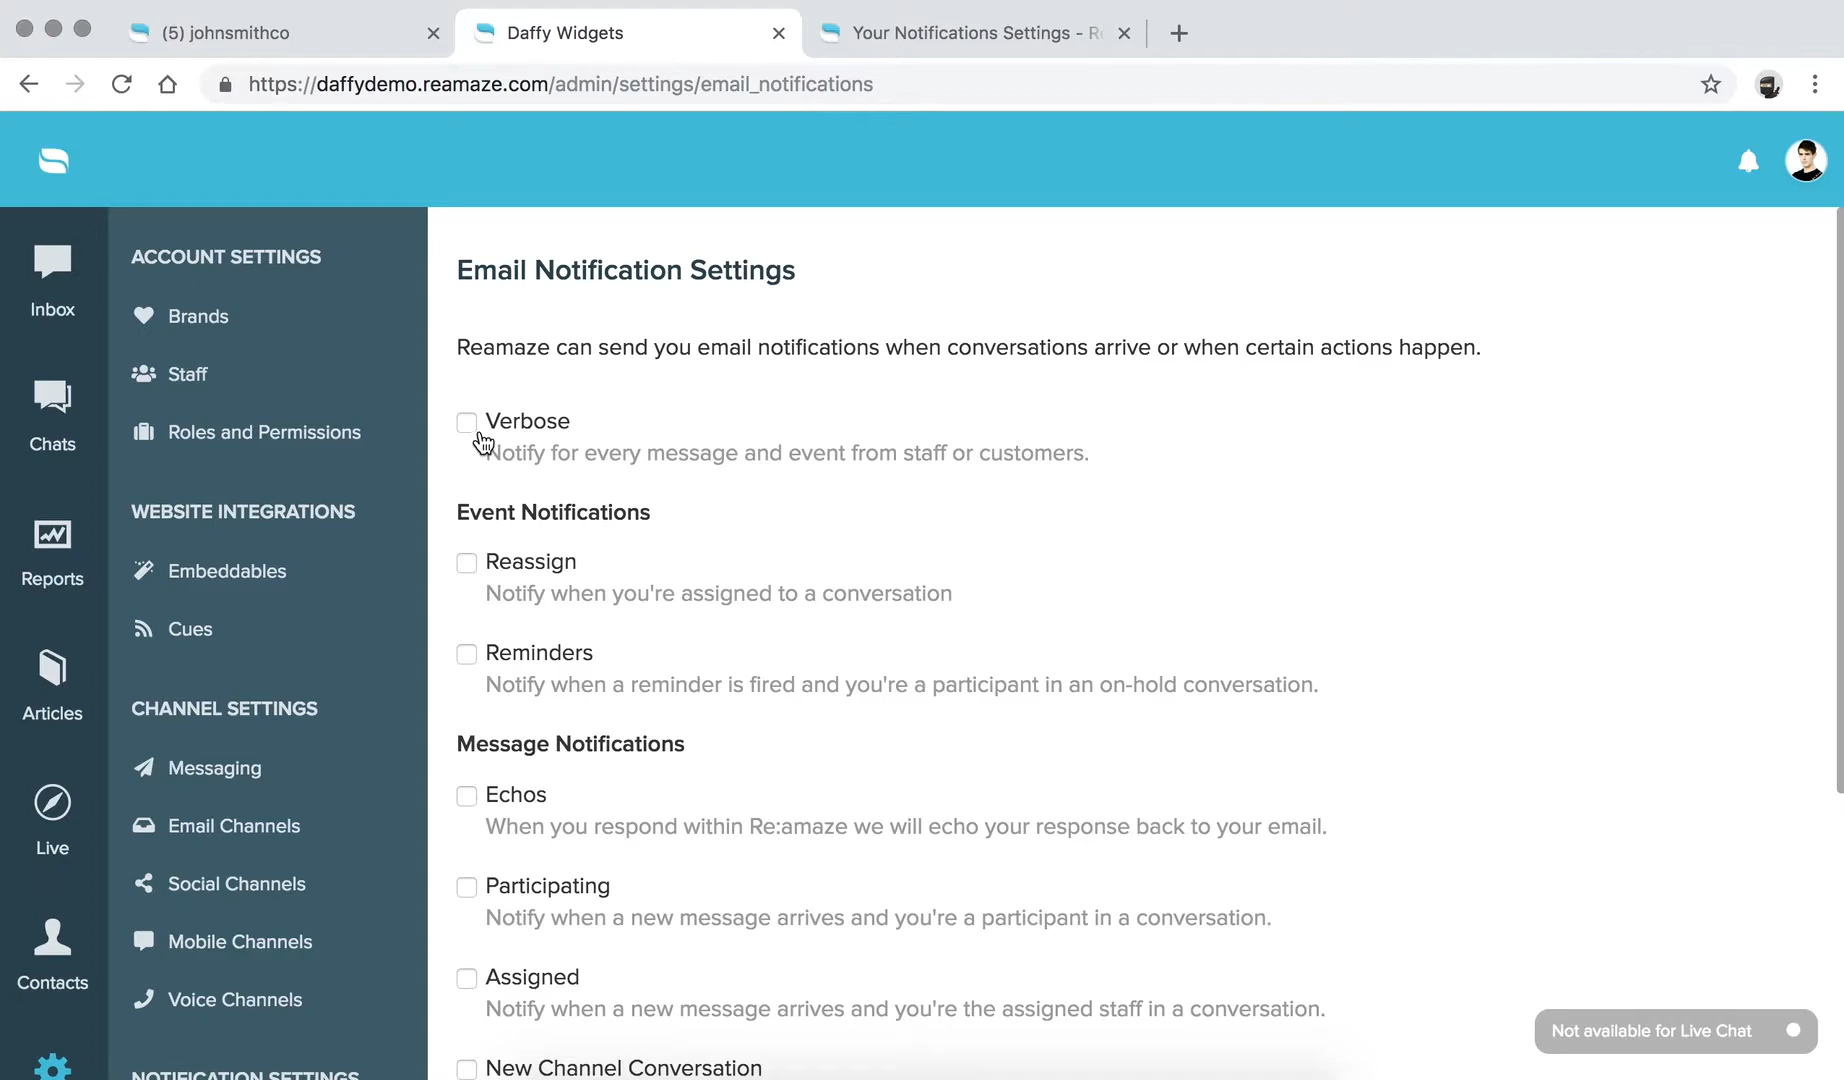 (5) johnsmithco
Daffy Widgets
Your Notifications Settings - R
https://daffydemo.reamaze.com/admin/settings/email_notifications
Inbox
Chats
Reports
Articles
Live
Contacts
ACCOUNT SETTINGS
Brands
Staff
Roles and Permissions
WEBSITE INTEGRATIONS
Embeddables
Cues
CHANNEL SETTINGS
Messaging
Email Channels
Social Channels
Mobile Channels
Voice Channels
NOTIFICATION SETTINGS
Email Notification Settings
Reamaze can send you email notifications when conversations arrive or when certain actions happen.
Verbose
Notify for every message and event from staff or customers.
Event Notifications
Reassign
Notify when you're assigned to a conversation
Reminders
Notify when a reminder is fired and you're a participant in an on-hold conversation.
Message Notifications
Echos
When you respond within Re:amaze we will echo your response back to your email.
Participating
Notify when a new message arrives and you're a participant in a conversation.
Assigned
Notify when a new message arrives and you're the assigned staff in a conversation.
New Channel Conversation
Not available for Live Chat